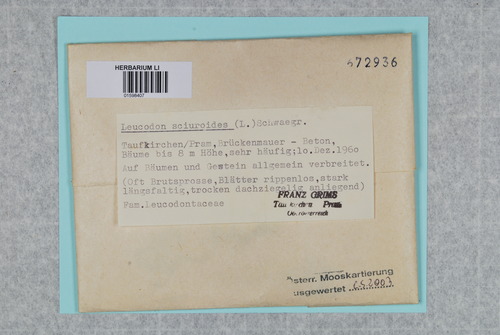 HERBARIUM LI
672936
Leucodon sciuroides (L.)Schwaegr.
Taufkirchen/Pram, Brückenmauer - Beton,
Bäume bis 8 m Höhe, sehr häufig; 10.Dez.1960
Auf Bäumen und Gestein allgemein verbreitet.
(Oft Brutsprosse, Blätter rippenlos, stark
längsfaltig, trocken dachziegelig anliegend)
Fam.Leucodontaceae
FRANZ GRIMS
Taufkirchen Pram
Oberösterreich
Österr. Mooskartierung
ausgewertet